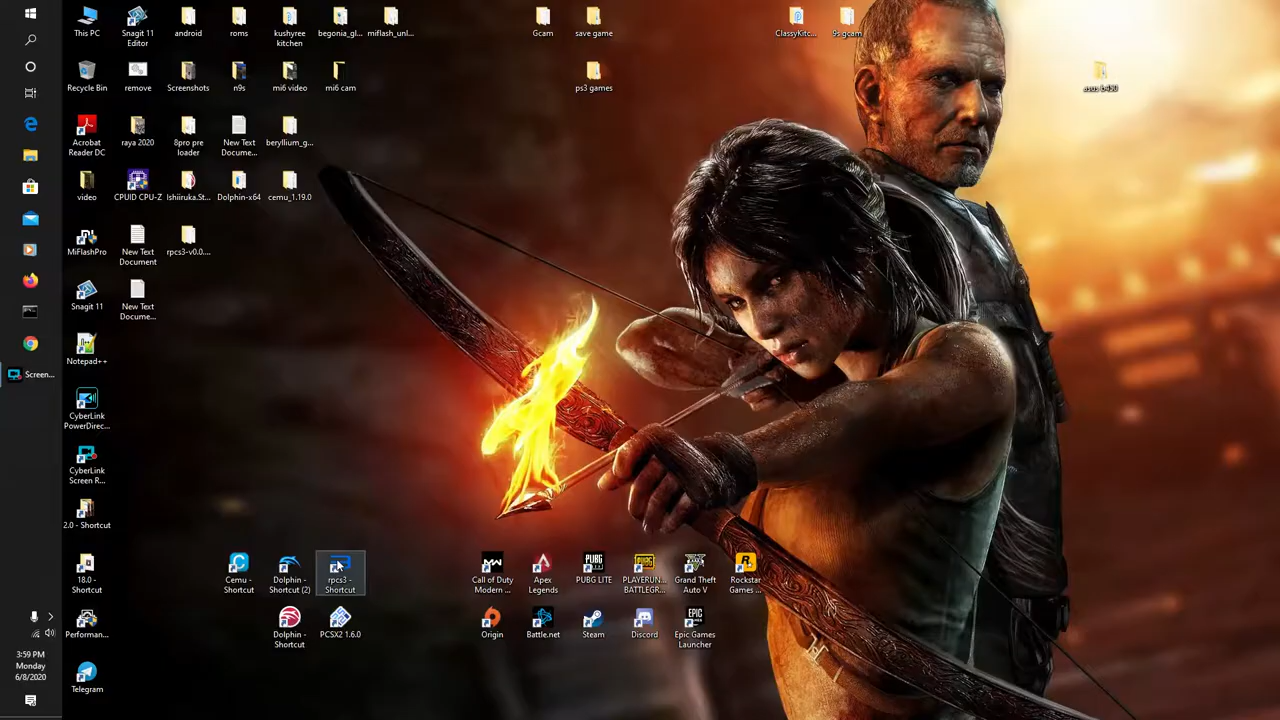 This PC
Snagit 11
Editor
android
roms
kushyree
kitchen
begonia_gl...
miflash_unl...
Gcam
save game
ClassyKitc...
9s gcam
Recycle Bin
remove
Screenshots
n9s
mi6 video
mi6 cam
ps3 games
asus b450
Acrobat
Reader DC
raya 2020
8pro pre
loader
New Text
Docume...
beryllium_g...
video
CPUID CPU-Z
Ishiiruka.St...
Dolphin-x64
cemu_1.19.0
MiFlashPro
New Text
Document
rpcs3-v0.0....
Snagit 11
New Text
Docume...
Notepad++
Screen...
CyberLink
PowerDirec...
CyberLink
Screen R...
2.0 - Shortcut
18.0 -
Shortcut
Cemu -
Shortcut
Dolphin
Shortcut (2)
rpcs3 -
Shortcut
Call of Duty
Modern ...
Apex
Legends
PUBG LITE
PLAYERUN...
BATTLEGR...
Grand Theft
Auto V
Rockstar
Games ...
Performan...
Dolphin -
Shortcut
PCSX2 1.6.0
Origin
Battle.net
Steam
Discord
Epic Games
Launcher
3:59 PM
Monday
6/8/2020
Telegram